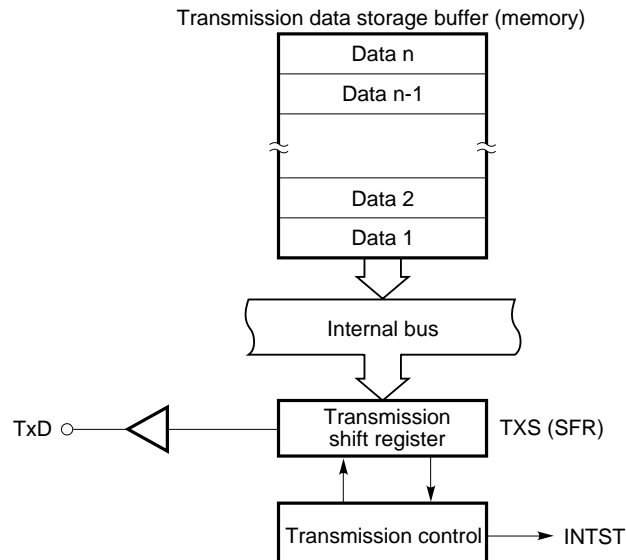 Transmission data storage buffer (memory)
Data n
Data n-1
Data 2
Data 1
Internal bus
TxD
Transmission
shift register
TXS (SFR)
Transmission control
INTST